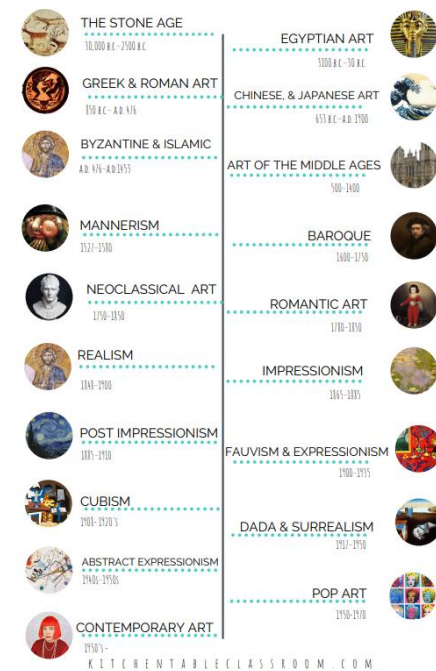 THE STONE AGE
30,000 B.C.-2500 B.C.
EGYPTIAN ART
3100 B.C.-30 B.C.
GREEK & ROMAN ART
850 B.C.- A.D. 476
CHINESE, & JAPANESE ART
653 B.C.-A.D. 1900
BYZANTINE & ISLAMIC
A.D. 476-A.D.1453
ART OF THE MIDDLE AGES
500-1400
MANNERISM
1527-1580
BAROQUE
1600-1750
NEOCLASSICAL ART
1750-1850
ROMANTIC ART
1780-1850
REALISM
1848-1900
IMPRESSIONISM
1865-1885
POST IMPRESSIONISM
1885-1910
FAUVISM & EXPRESSIONISM
1900-1935
CUBISM
1908-1920'S
DADA & SURREALISM
1917-1950
ABSTRACT EXPRESSIONISM
1940s-1950s
POP ART
1950-1970
CONTEMPORARY ART
1950'S -
KITCHENTABLECLASSROOM.COM